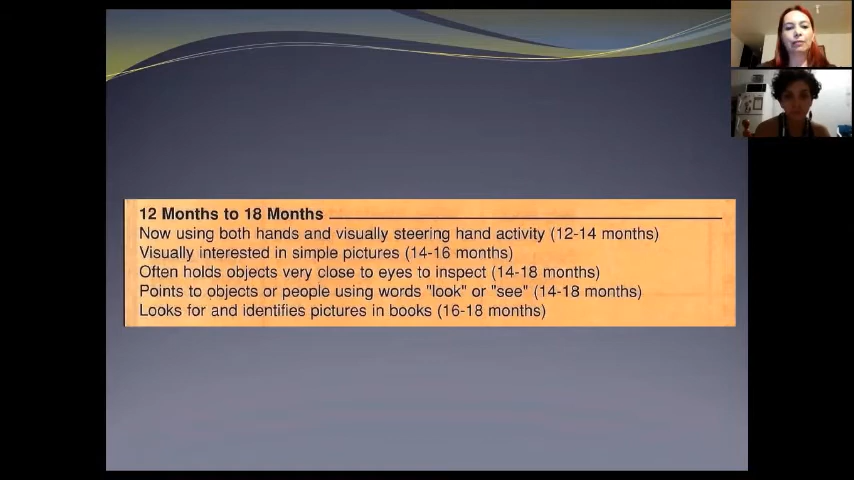 12 Months to 18 Months
Now using both hands and visually steering hand activity (12-14 months)
Visually interested in simple pictures (14-16 months)
Often holds objects very close to eyes to inspect (14-18 months)
Points to objects or people using words "look" or "see" (14-18 months)
Looks for and identifies pictures in books (16-18 months)